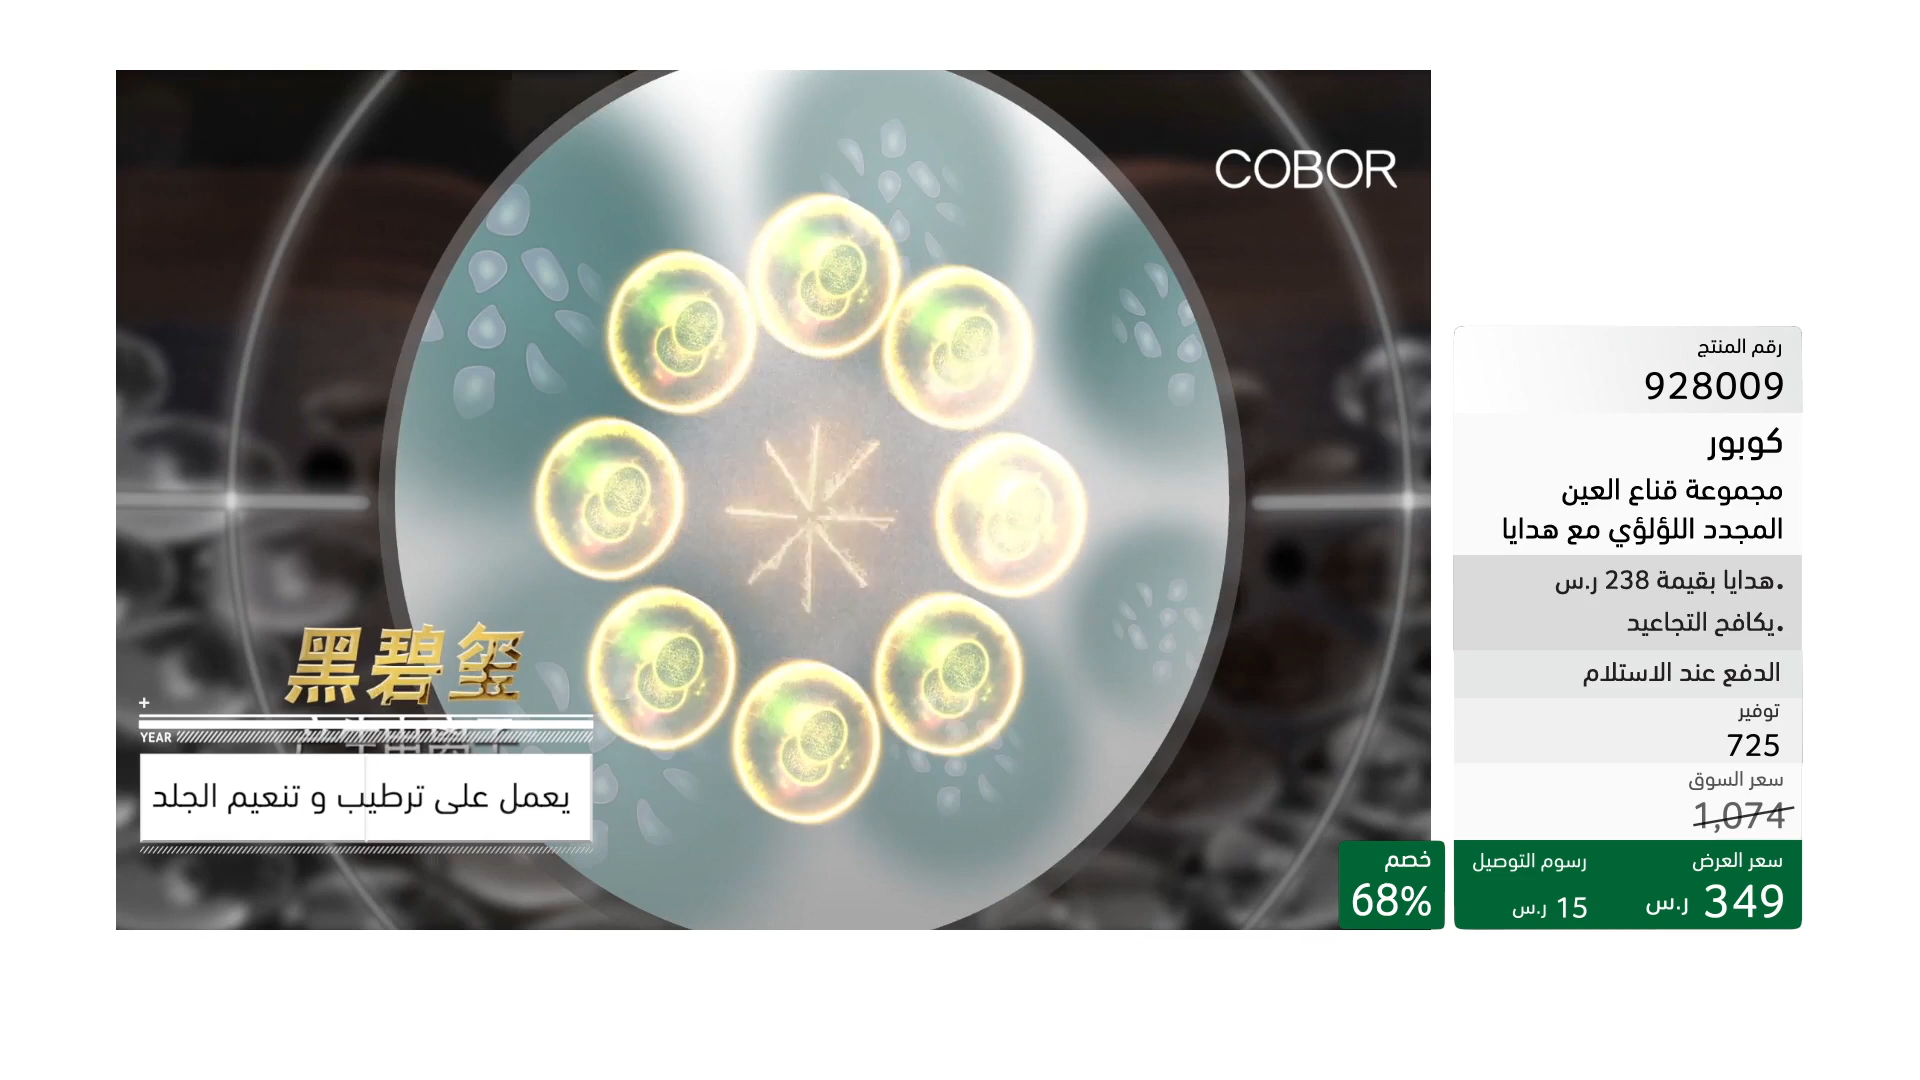 COBOR
黑碧玺
YEAR
يعمل على ترطيب و تنعيم الجلد
رقم المنتج
928009
كوبور
مجموعة قناع العين
المجدد اللؤلؤي مع هدايا
.هدايا بقيمة 238 ر.س
.يكافح التجاعيد
الدفع عند الاستلام
توفير
725
سعر السوق
1,074
سعر العرض
349 ر.س
رسوم التوصيل
15 ر.س
خصم
68%